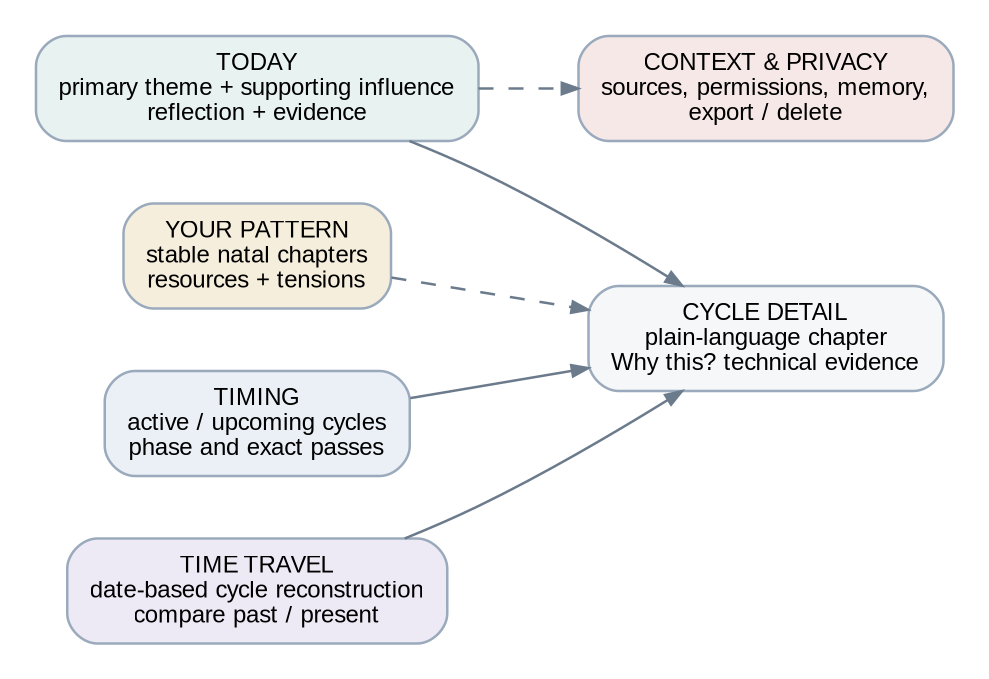 TODAY
primary theme + supporting influence
reflection + evidence
CONTEXT & PRIVACY
sources, permissions, memory,
export / delete
YOUR PATTERN
stable natal chapters
resources + tensions
CYCLE DETAIL
plain-language chapter
Why this? technical evidence
TIMING
active / upcoming cycles
phase and exact passes
TIME TRAVEL
date-based cycle reconstruction
compare past / present